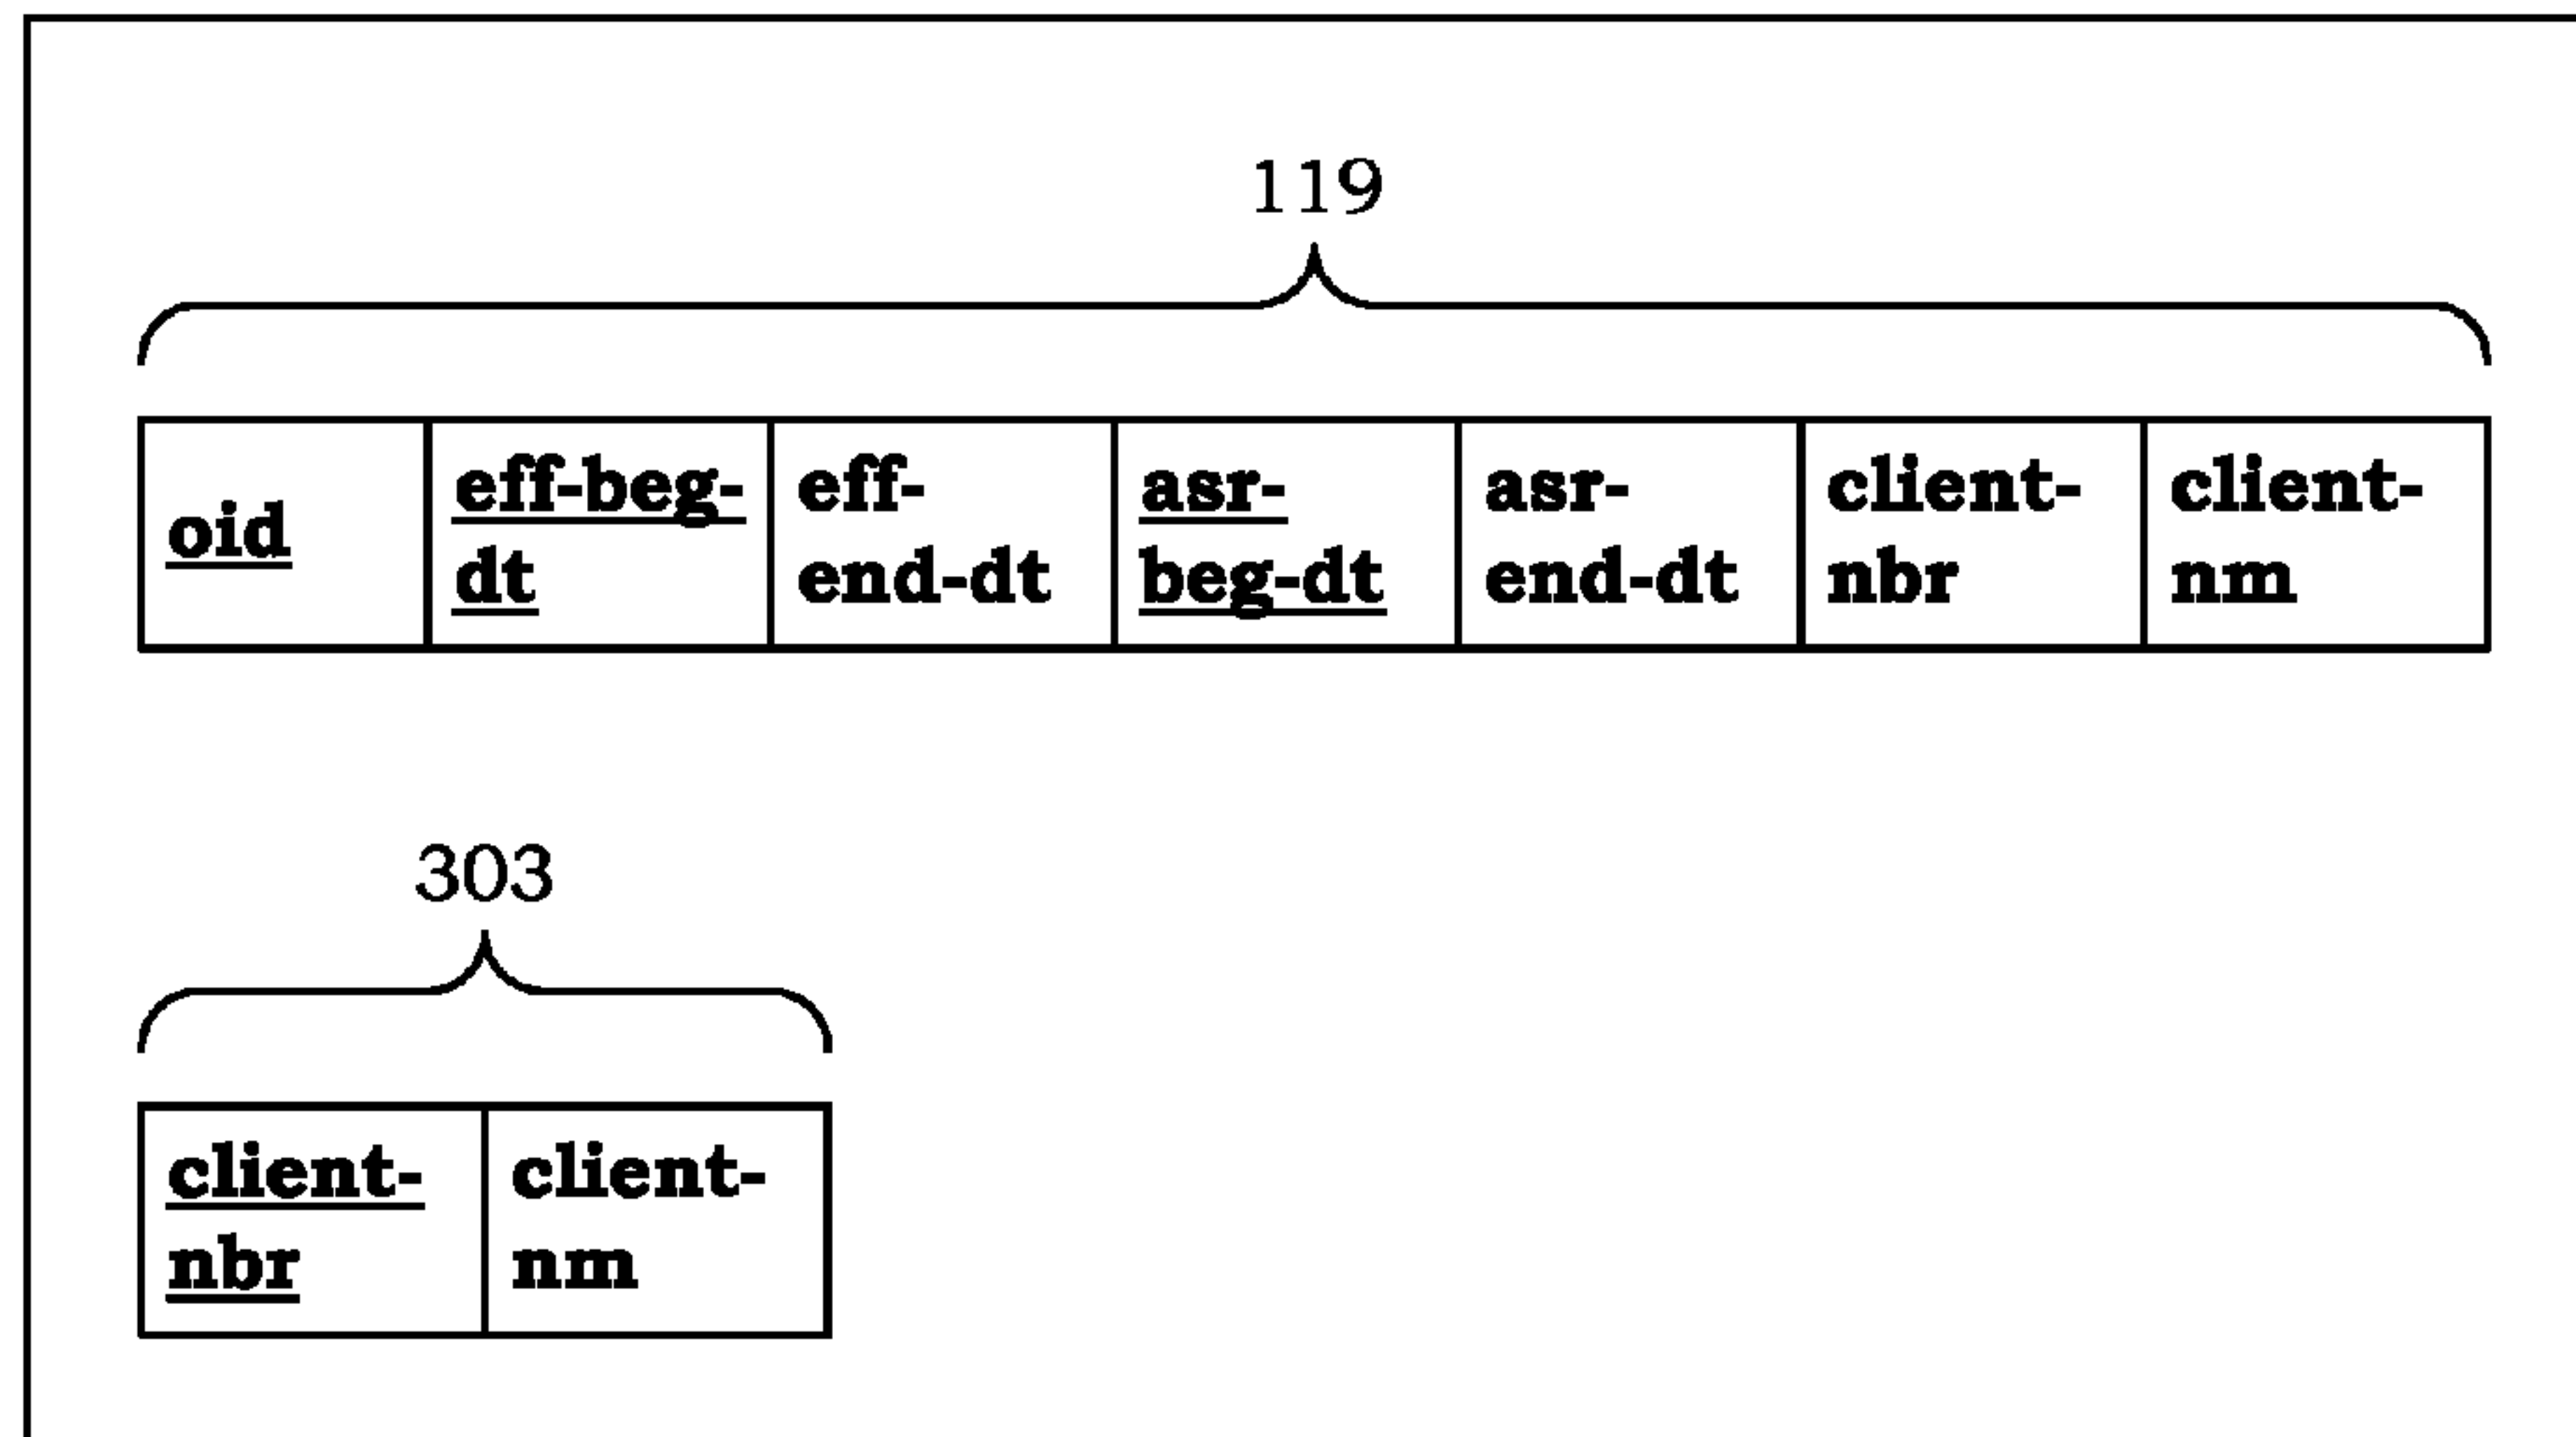 119
oid eff-beg- eff- asr- asr- client- client-
dt end-dt beg-dt end-dt nbr nm
303
client- client-
nbr nm